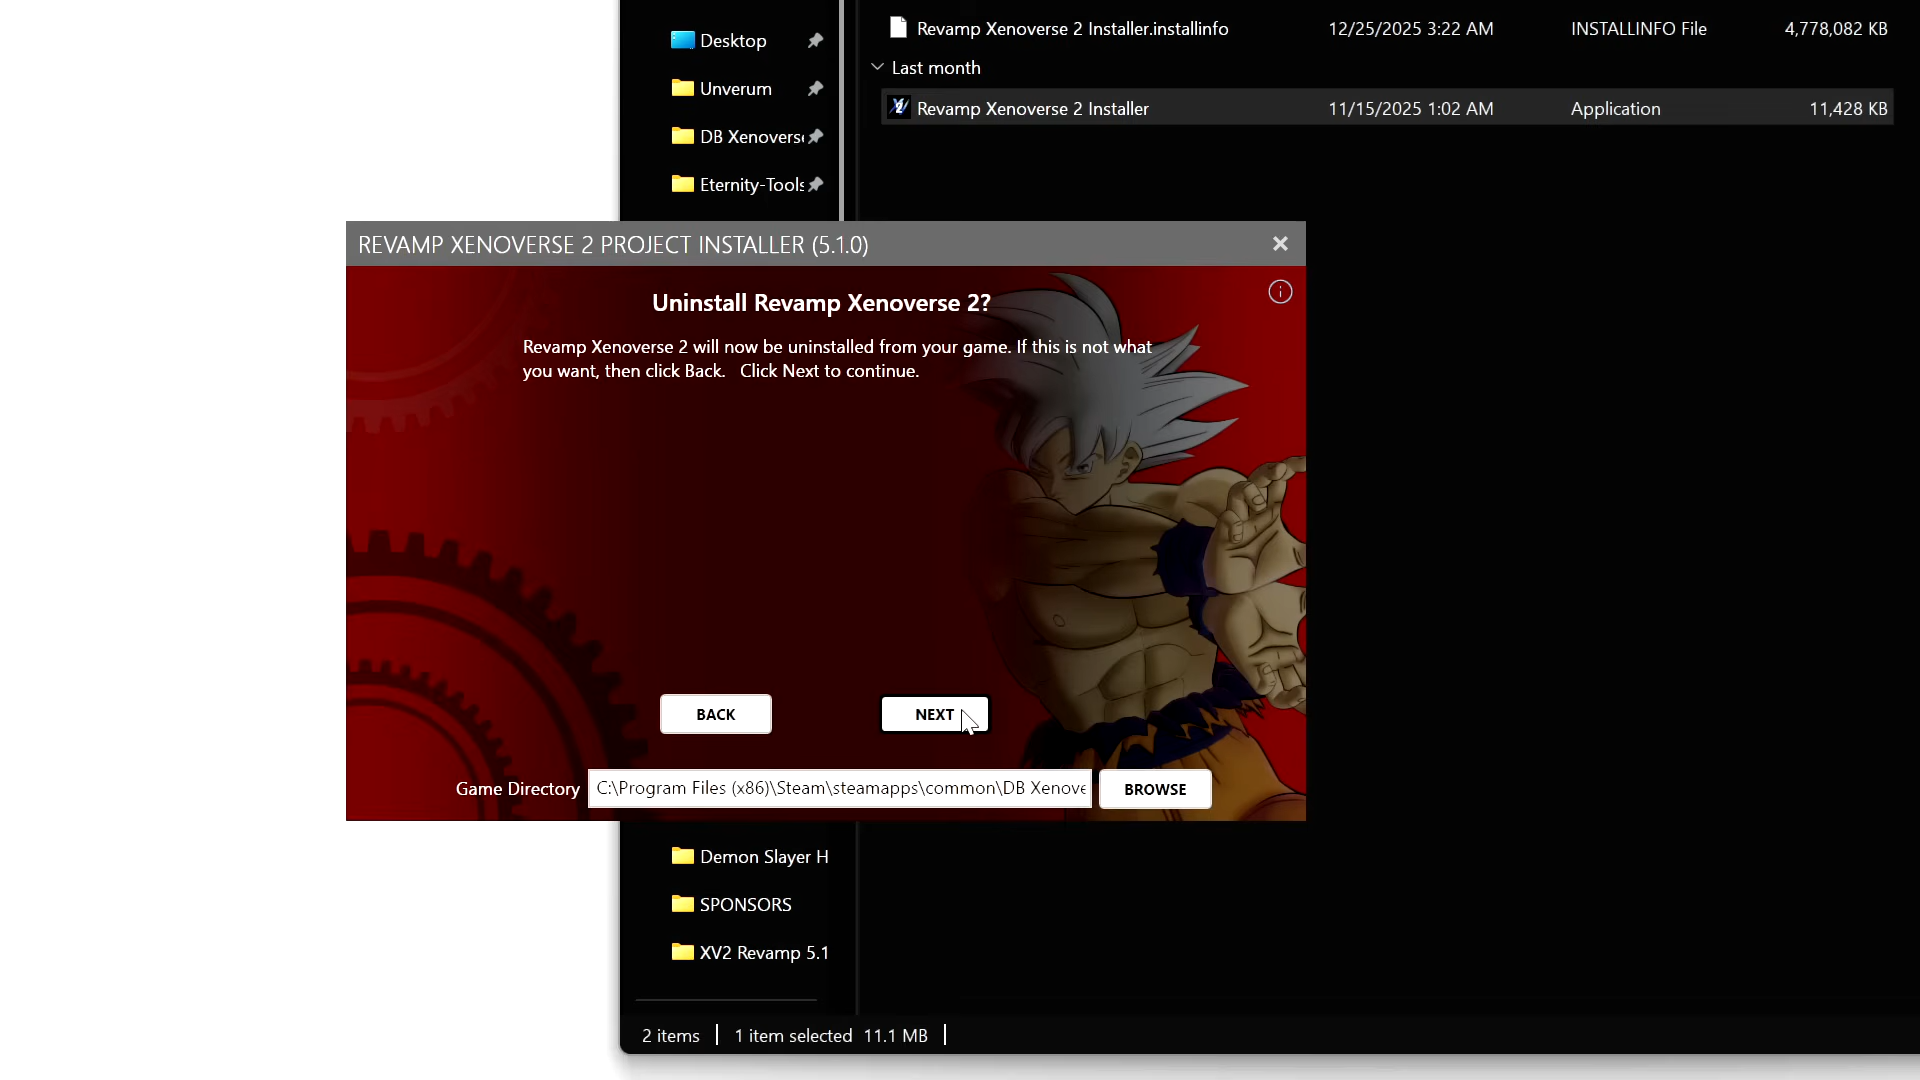 Desktop
Unverum
DB Xenovers
Eternity-Tools
Revamp Xenoverse 2 Installer.installinfo 12/25/2025 3:22 AM INSTALLINFO File 4,778,082 KB
Last month
Revamp Xenoverse 2 Installer 11/15/2025 1:02 AM Application 11,428 KB
REVAMP XENOVERSE 2 PROJECT INSTALLER (5.1.0)
Uninstall Revamp Xenoverse 2?
Revamp Xenoverse 2 will now be uninstalled from your game. If this is not what
you want, then click Back. Click Next to continue.
BACK
NEXT
Game Directory C:\Program Files (x86)\Steam\steamapps\common\DB Xenove
BROWSE
Demon Slayer H
SPONSORS
XV2 Revamp 5.1
2 items 1 item selected 11.1 MB